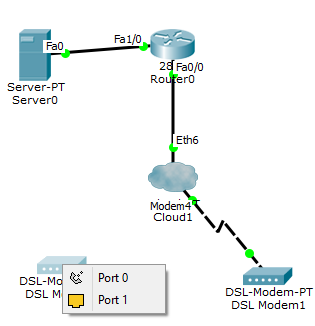 Fa0
Fa1/0
Server-PT
Server0
28
Fa0/0
Router0
Eth6
Modem4
Cloud1
DSL-Mo
DSL M
Port 0
Port 1
DSL-Modem-PT
DSL Modem1